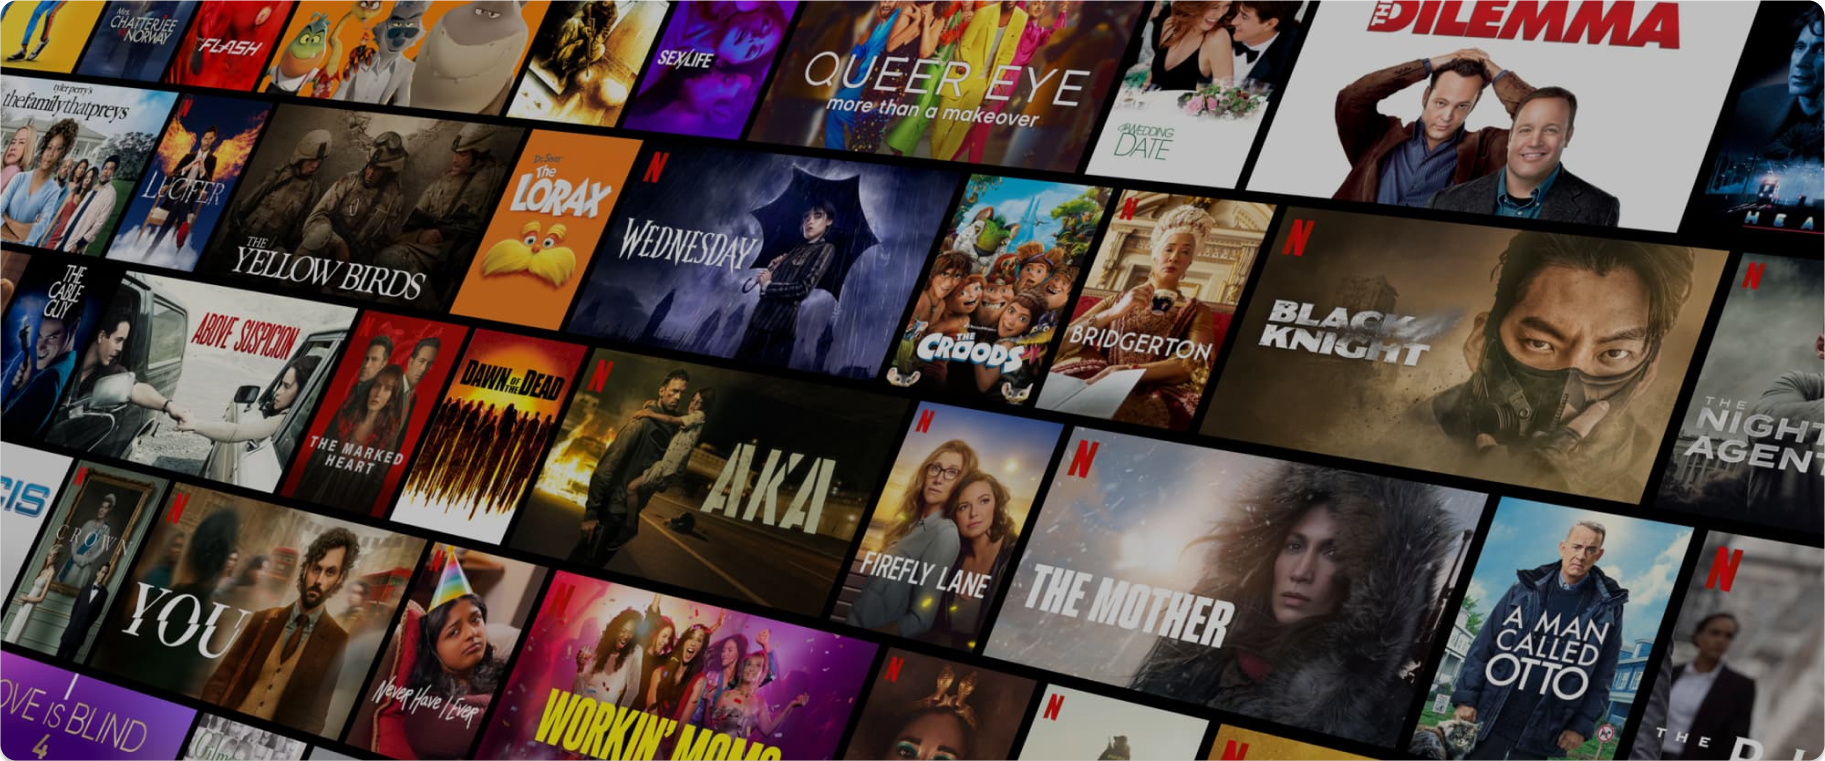 Mrs.
CHATTERJEE
NORWAY
FLASH
SEX/LIFE
QUEER EYE
more than a makeover
THE
WEDDING
DATE
THE
DILEMMA
HEA
tyler perry's
thefamilythatpreys
N
LUCIFER
THE
YELLOW BIRDS
Dr. Seuss'
The
LORAX
N
WEDNESDAY
THE
CROODS
N
BRIDGERTON
N
BLACK
KNIGHT
N
THE
NIGHT
AGENT
THE
CABLE
GUY
ABOVE SUSPICION
THE MARKED
HEART
DAWN OF THE DEAD
N
AKA
N
FIREFLY LANE
N
THE MOTHER
A MAN
CALLED
OTTO
N
THE D
CIS
N
CROWN
N
YOU
N
Never Have I Ever
N
WORKIN' MOMS
N
N
N
OVE IS BLIND
4